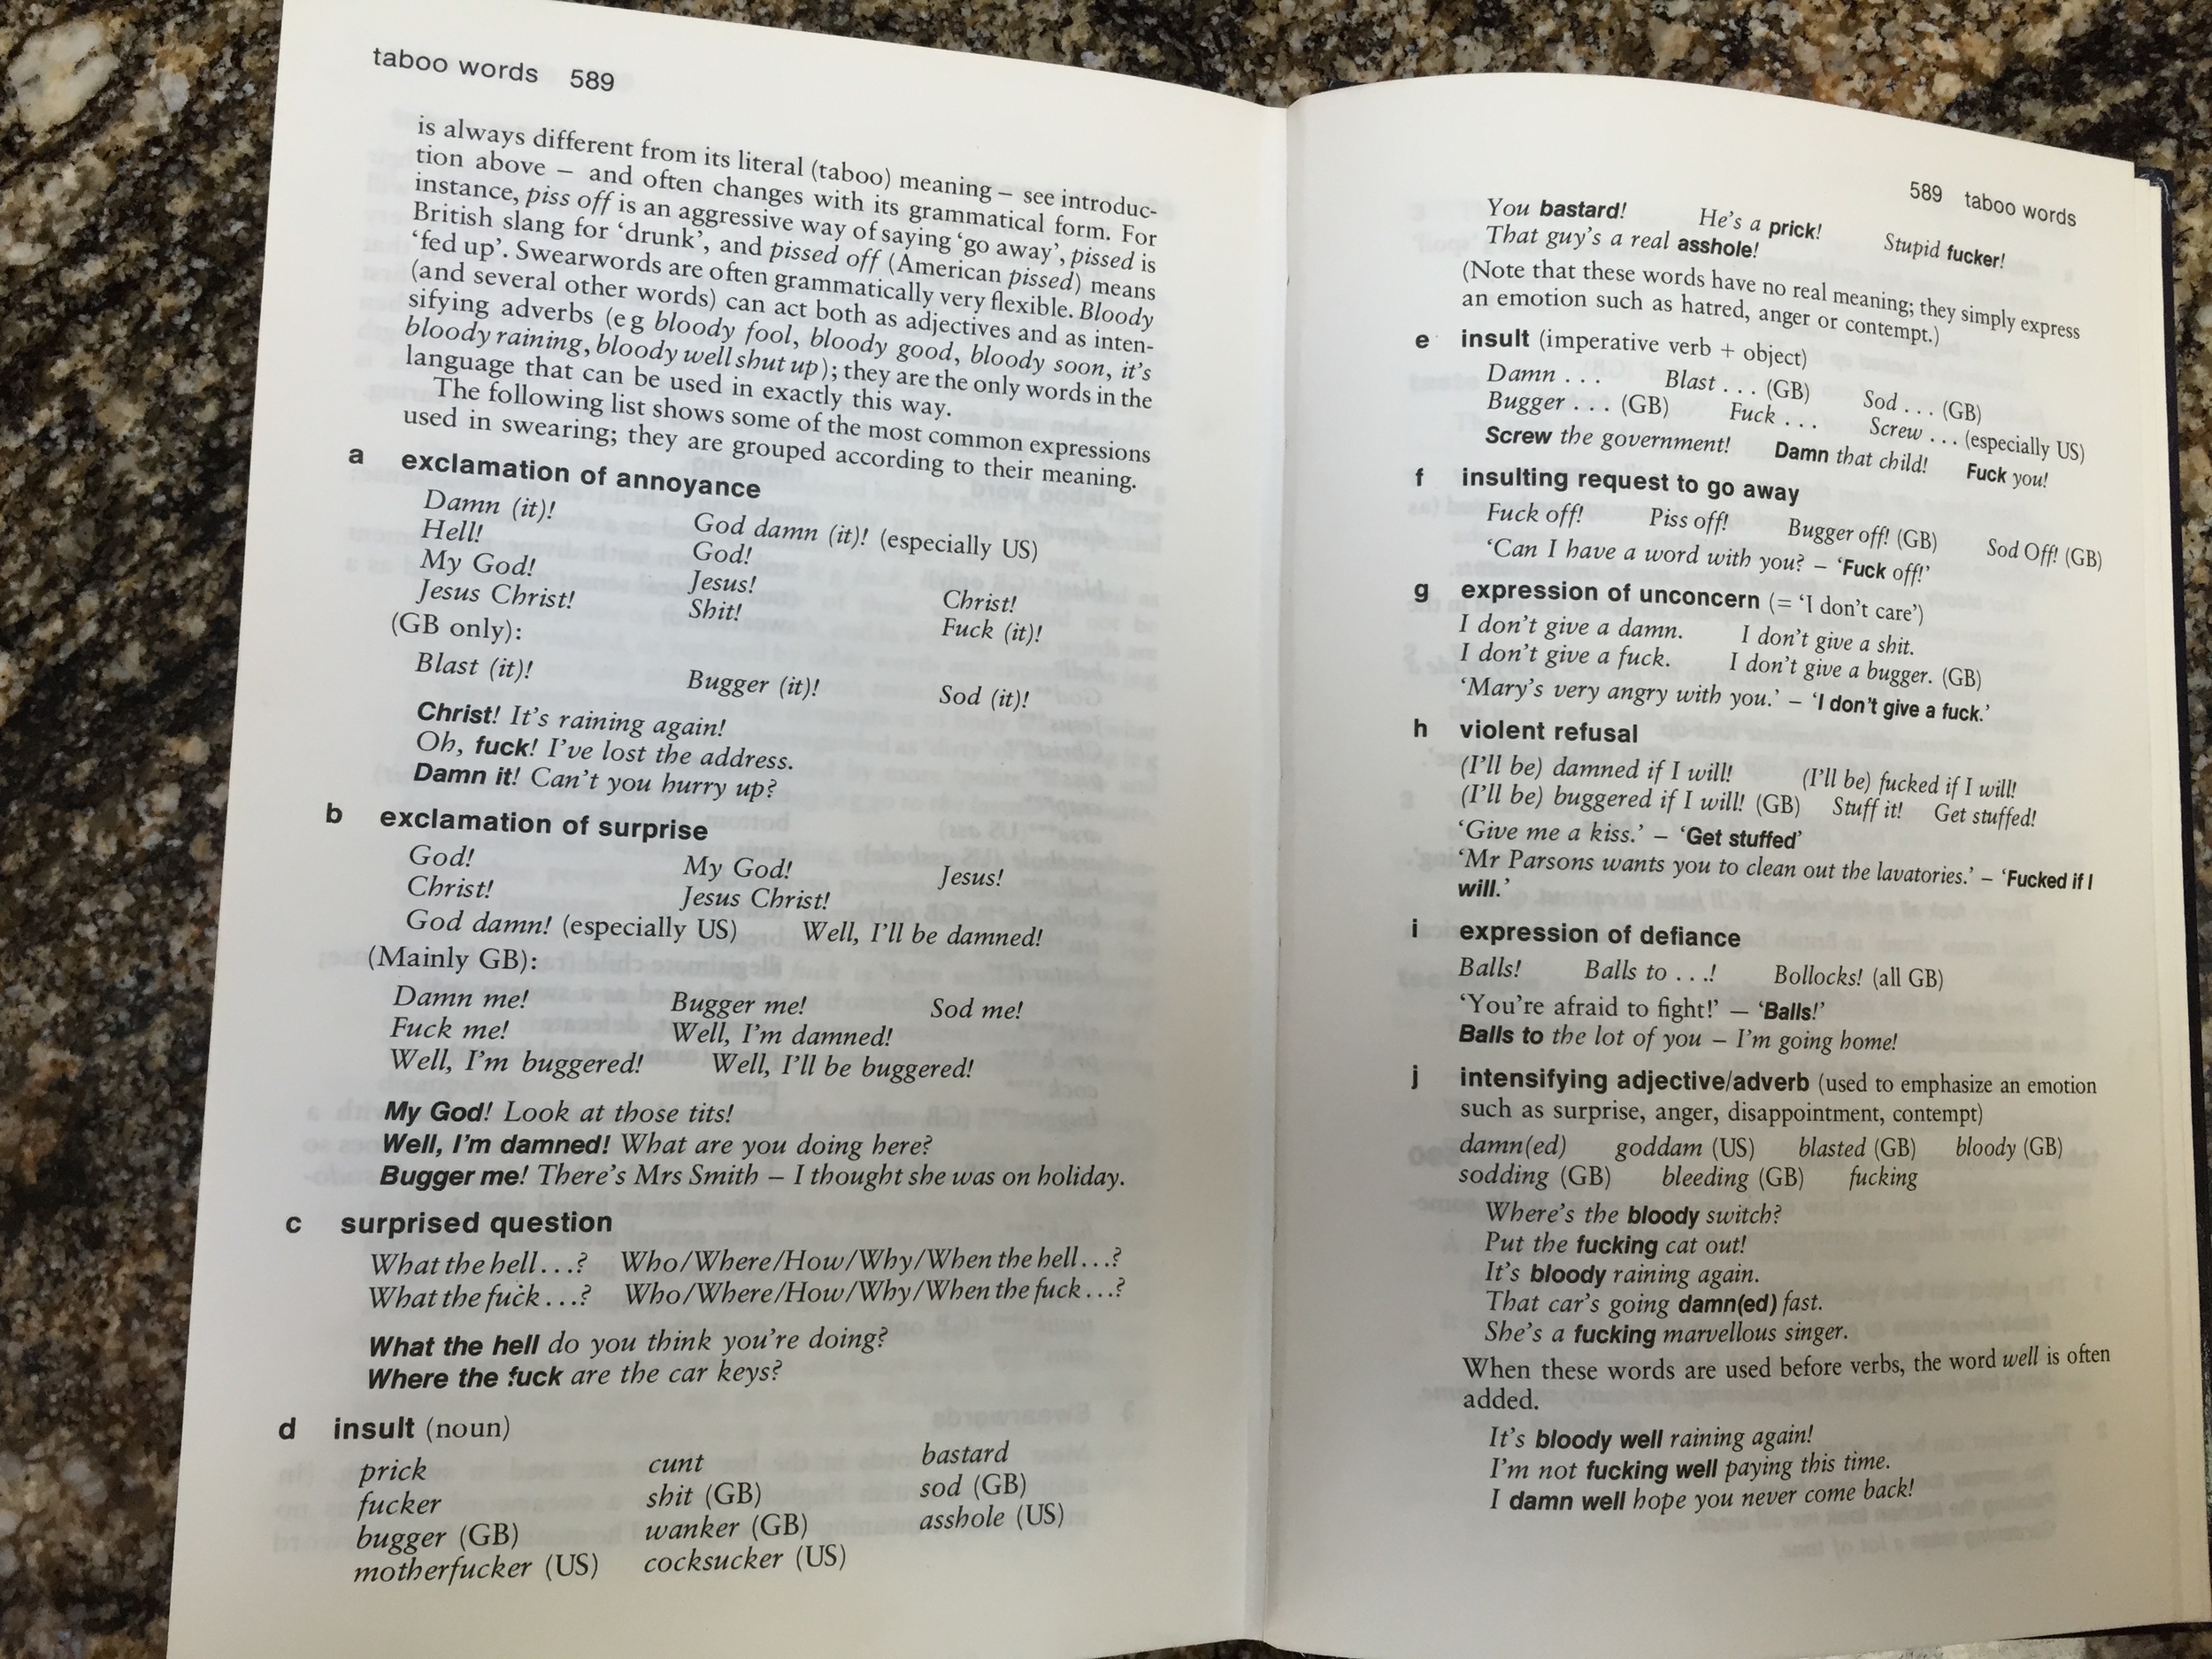 taboo words 589
is always different from its literal (taboo) meaning – see introduc-
tion above – and often changes with its grammatical form. For
instance, piss off is an aggressive way of saying ‘go away’, pissed is
British slang for ‘drunk’, and pissed off (American pissed) means
‘fed up’. Swearwords are often grammatically very flexible. Bloody
(and several other words) can act both as adjectives and as inten-
sifying adverbs (e g bloody fool, bloody good, bloody soon, it’s
bloody raining, bloody well shut up); they are the only words in the
language that can be used in exactly this way.
The following list shows some of the most common expressions
used in swearing; they are grouped according to their meaning.
a exclamation of annoyance
Damn (it)! God damn (it)! (especially US)
Hell! God!
My God! Jesus! Christ!
Jesus Christ! Shit! Fuck (it)!
(GB only):
Blast (it)! Bugger (it)! Sod (it)!
Christ! It’s raining again!
Oh, fuck! I’ve lost the address.
Damn it! Can’t you hurry up?
b exclamation of surprise
God! My God! Jesus!
Christ! Jesus Christ!
God damn! (especially US) Well, I’ll be damned!
(Mainly GB):
Damn me! Bugger me! Sod me!
Fuck me! Well, I’m damned!
Well, I’m buggered! Well, I’ll be buggered!
My God! Look at those tits!
Well, I’m damned! What are you doing here?
Bugger me! There’s Mrs Smith – I thought she was on holiday.
c surprised question
What the hell . . .? Who/Where/How/Why/When the hell . . .?
What the fuck . . .? Who/Where/How/Why/When the fuck . . .?
What the hell do you think you’re doing?
Where the fuck are the car keys?
d insult (noun)
prick cunt bastard
fucker shit (GB) sod (GB)
bugger (GB) wanker (GB) asshole (US)
motherfucker (US) cocksucker (US)
589 taboo words
You bastard! He’s a prick! Stupid fucker!
That guy’s a real asshole!
(Note that these words have no real meaning; they simply express
an emotion such as hatred, anger or contempt.)
e insult (imperative verb + object)
Damn . . . Blast . . . (GB) Sod . . . (GB)
Bugger . . . (GB) Fuck . . . Screw . . . (especially US)
Screw the government! Damn that child! Fuck you!
f insulting request to go away
Fuck off! Piss off! Bugger off! (GB) Sod Off! (GB)
‘Can I have a word with you? – ‘Fuck off!’
g expression of unconcern (= ‘I don’t care’)
I don’t give a damn. I don’t give a shit.
I don’t give a fuck. I don’t give a bugger. (GB)
‘Mary’s very angry with you.’ – ‘I don’t give a fuck.’
h violent refusal
(I’ll be) damned if I will! (I’ll be) fucked if I will!
(I’ll be) buggered if I will! (GB) Stuff it! Get stuffed!
‘Give me a kiss.’ – ‘Get stuffed’
‘Mr Parsons wants you to clean out the lavatories.’ – ‘Fucked if I
will.’
i expression of defiance
Balls! Balls to . . .! Bollocks! (all GB)
‘You’re afraid to fight!’ – ‘Balls!’
Balls to the lot of you – I’m going home!
j intensifying adjective/adverb (used to emphasize an emotion
such as surprise, anger, disappointment, contempt)
damn(ed) goddam (US) blasted (GB) bloody (GB)
sodding (GB) bleeding (GB) fucking
Where’s the bloody switch?
Put the fucking cat out!
It’s bloody raining again.
That car’s going damn(ed) fast.
She’s a fucking marvellous singer.
When these words are used before verbs, the word well is often
added.
It’s bloody well raining again!
I’m not fucking well paying this time.
I damn well hope you never come back!